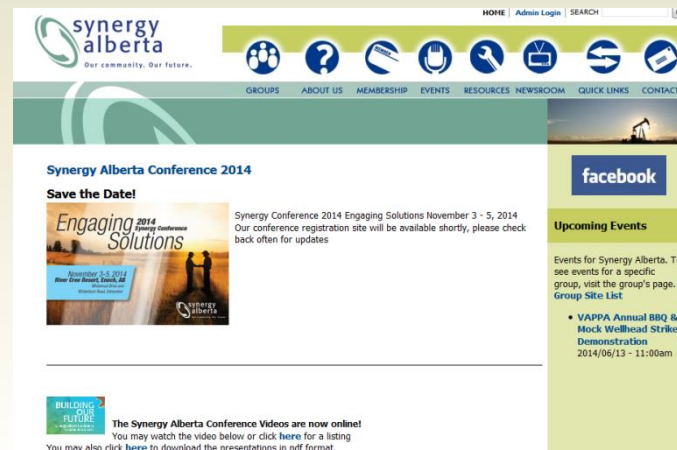 synergy
alberta
Our community. Our future.
HOME | Admin Login | SEARCH
GROUPS ABOUT US MEMBERSHIP EVENTS RESOURCES NEWSROOM QUICK LINKS CONTACT
Synergy Alberta Conference 2014
Save the Date!
Engaging 2014
Synergy Conference
Solutions
November 3-5, 2014
River Cree Resort, Enoch, AB
synergy
alberta
Synergy Conference 2014 Engaging Solutions November 3 - 5, 2014
Our conference registration site will be available shortly, please check
back often for updates
facebook
Upcoming Events
Events for Synergy Alberta. T
see events for a specific
group, visit the group's page.
Group Site List
• VAPPA Annual BBQ &
Mock Wellhead Strike
Demonstration
2014/06/13 - 11:00am
BUILDING
OUR
FUTURE
The Synergy Alberta Conference Videos are now online!
You may watch the video below or click here for a listing
You may also click here to download the presentations in pdf format.